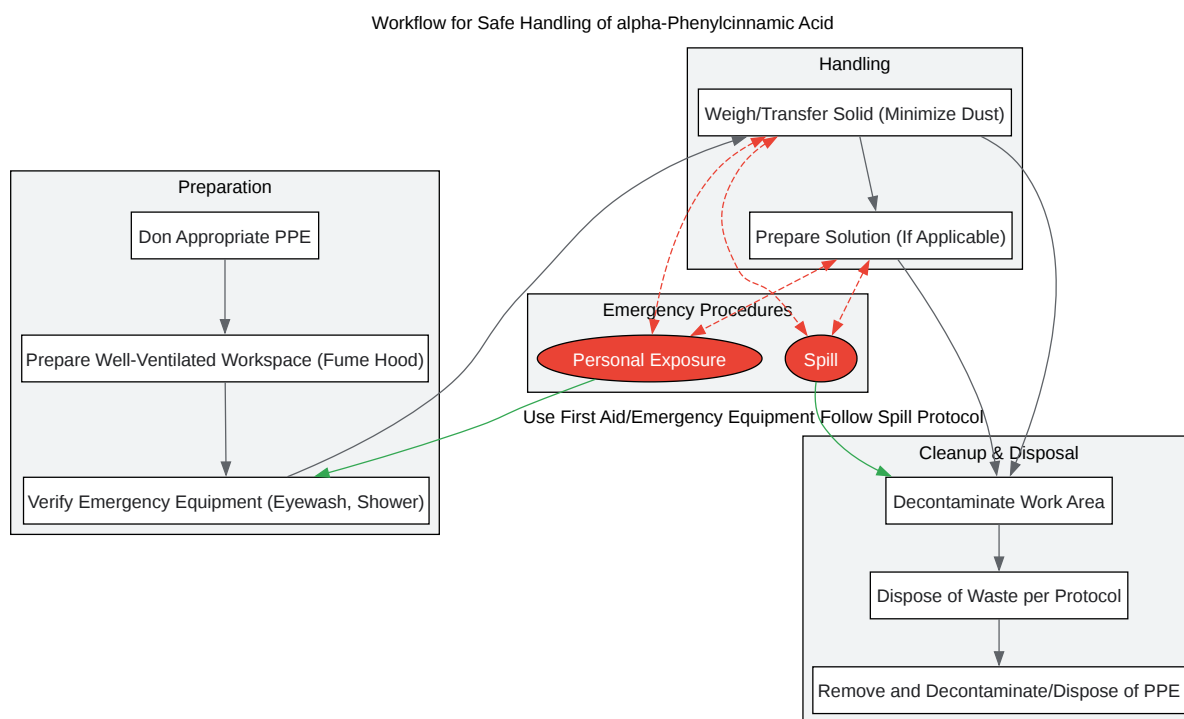 Workflow for Safe Handling of alpha-Phenylcinnamic Acid
Handling
Weigh/Transfer Solid (Minimize Dust)
Prepare Solution (If Applicable)
Preparation
Don Appropriate PPE
Prepare Well-Ventilated Workspace (Fume Hood)
Verify Emergency Equipment (Eyewash, Shower)
Emergency Procedures
Personal Exposure
Spill
Use First Aid/Emergency Equipment
Follow Spill Protocol
Cleanup & Disposal
Decontaminate Work Area
Dispose of Waste per Protocol
Remove and Decontaminate/Dispose of PPE